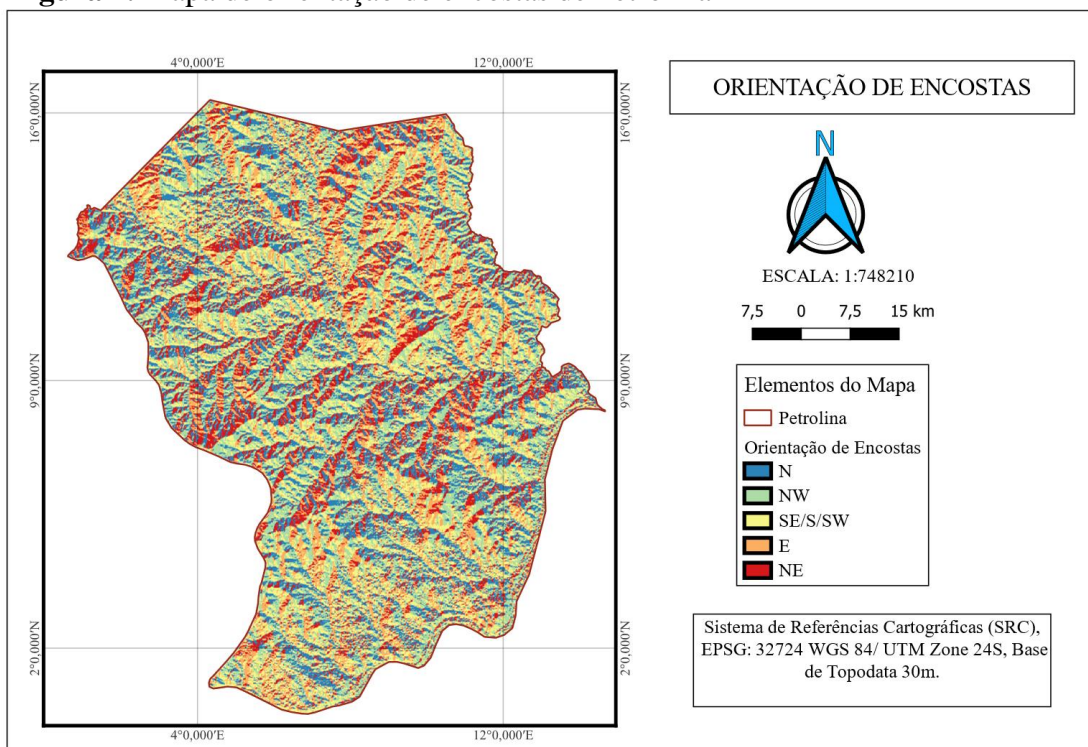 4°0,000'E 12°0,000'E
16°0,000'N 16°0,000'N
9°0,000'N 9°0,000'N
2°0,000'N 2°0,000'N
4°0,000'E 12°0,000'E
ORIENTAÇÃO DE ENCOSTAS
N
ESCALA: 1:748210
7,5 0 7,5 15 km
Elementos do Mapa
Petrolina
Orientação de Encostas
N
NW
SE/S/SW
E
NE
Sistema de Referências Cartográficas (SRC),
EPSG: 32724 WGS 84/ UTM Zone 24S, Base
de Topodata 30m.